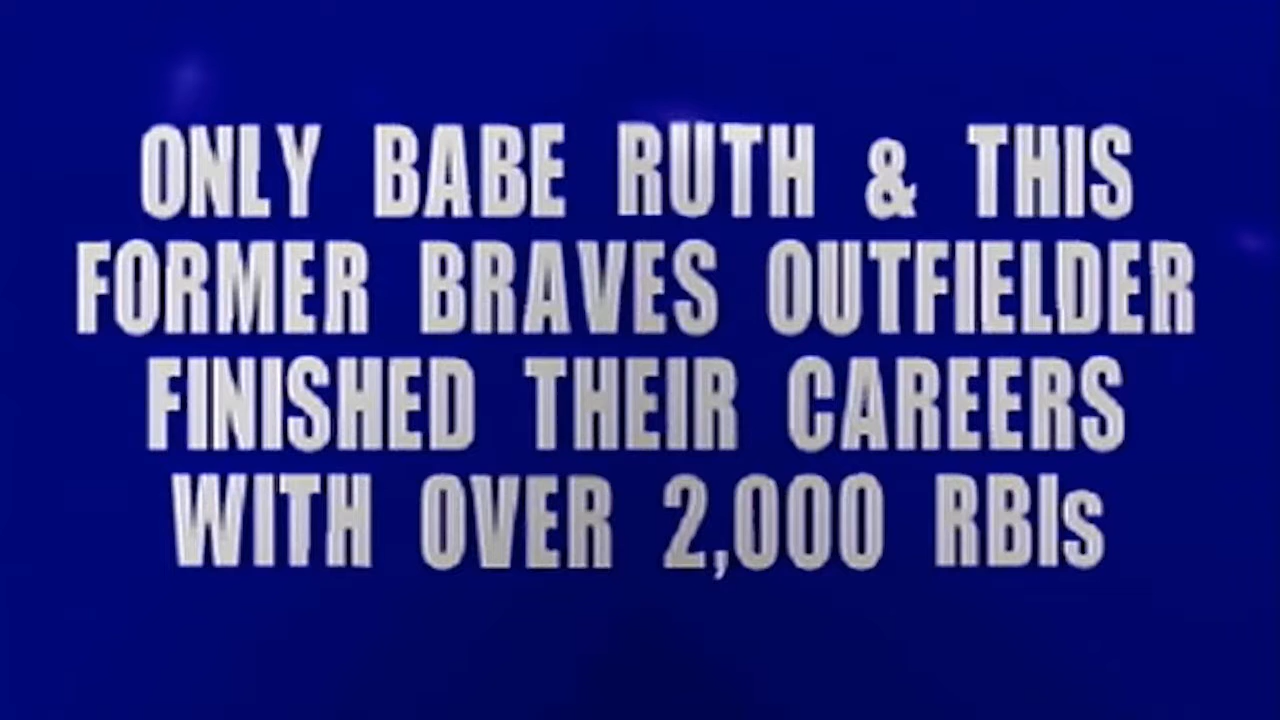 ONLY BABE RUTH & THIS
FORMER BRAVES OUTFIELDER
FINISHED THEIR CAREERS
WITH OVER 2,000 RBIs